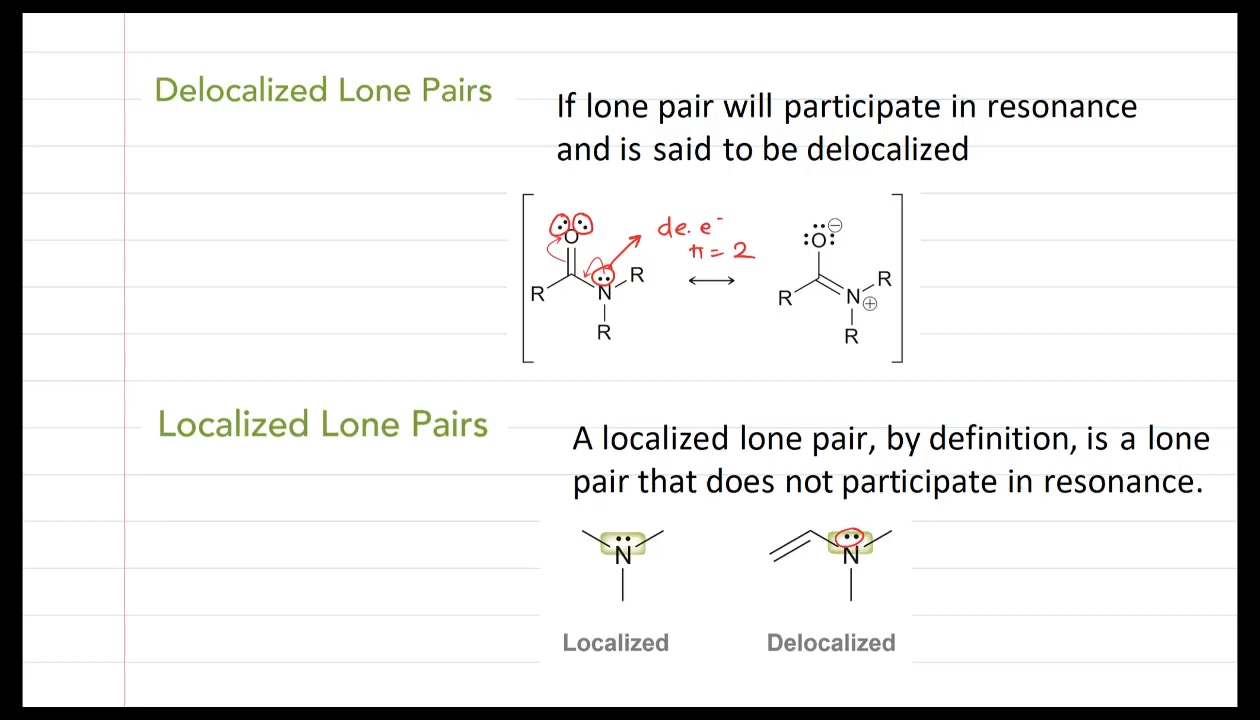 Delocalized Lone Pairs
If lone pair will participate in resonance
and is said to be delocalized
O
R
N
R
R
de. e⁻
π = 2
O ⊖
R
N ⊕
R
R
Localized Lone Pairs
A localized lone pair, by definition, is a lone
pair that does not participate in resonance.
N
N
Localized
Delocalized